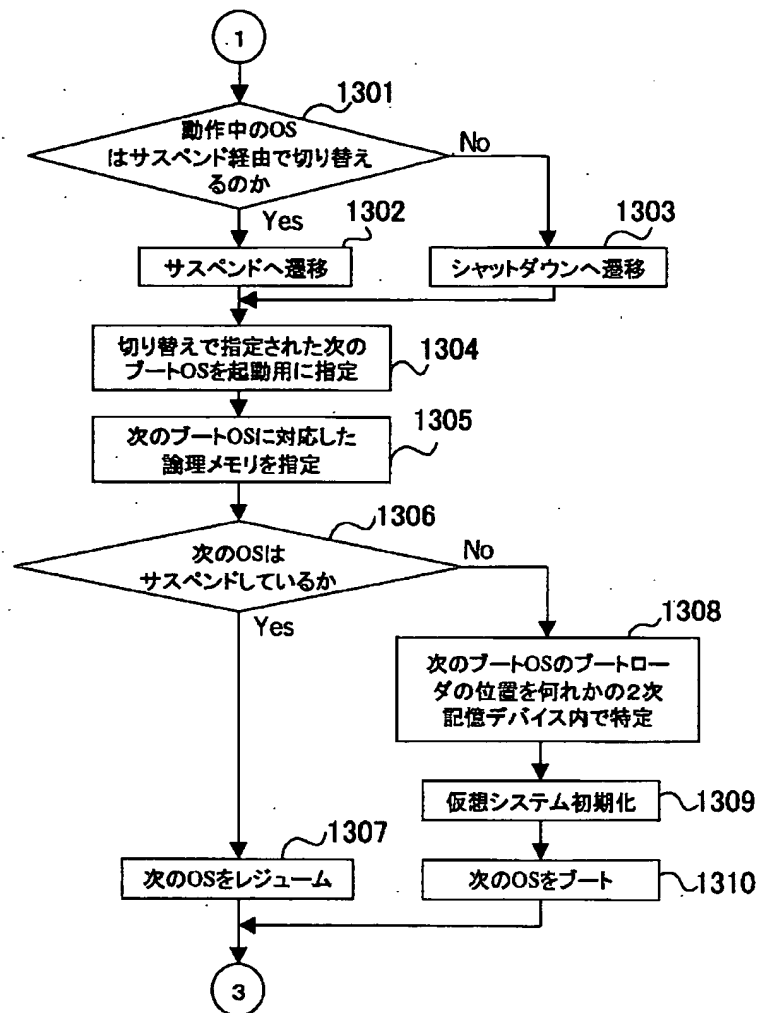 1
1301
動作中のOS
はサスペンド経由で切り替え
るのか
No
Yes
1302
1303
サスペンドへ遷移
シャットダウンへ遷移
切り替えで指定された次の
ブートOSを起動用に指定
1304
次のブートOSに対応した
論理メモリを指定
1305
1306
次のOSは
サスペンドしているか
No
Yes
1308
次のブートOSのブートロー
ダの位置を何れかの2次
記憶デバイス内で特定
仮想システム初期化
1309
1307
次のOSをレジューム
次のOSをブート
1310
3